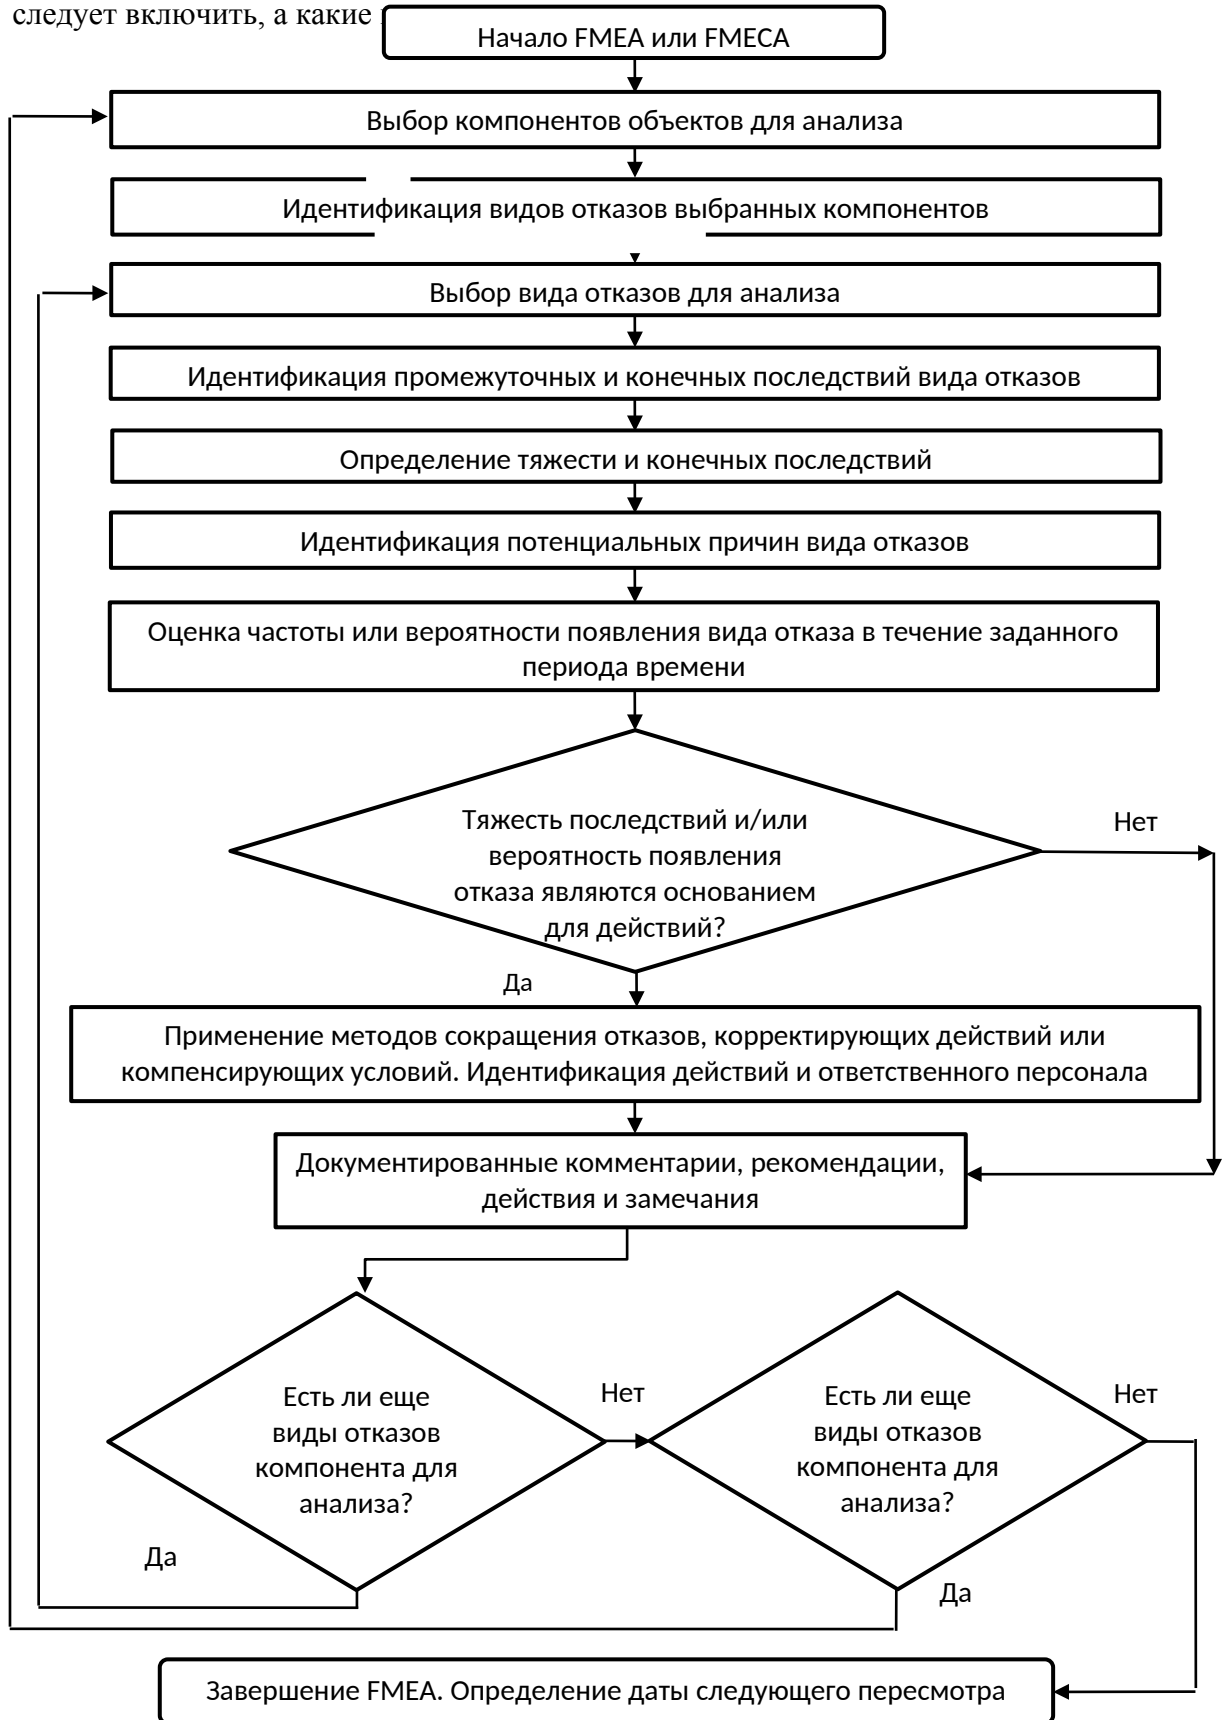 следует включить, а какие
Начало FMEA или FMECA
Выбор компонентов объектов для анализа
Идентификация видов отказов выбранных компонентов
Выбор вида отказов для анализа
Идентификация промежуточных и конечных последствий вида отказов
Определение тяжести и конечных последствий
Идентификация потенциальных причин вида отказов
Оценка частоты или вероятности появления вида отказа в течение заданного
периода времени
Тяжесть последствий и/или
вероятность появления
отказа являются основанием
для действий?
Нет
Да
Применение методов сокращения отказов, корректирующих действий или
компенсирующих условий. Идентификация действий и ответственного персонала
Документированные комментарии, рекомендации,
действия и замечания
Есть ли еще
виды отказов
компонента для
анализа?
Нет
Да
Есть ли еще
виды отказов
компонента для
анализа?
Нет
Да
Завершение FMEA. Определение даты следующего пересмотра